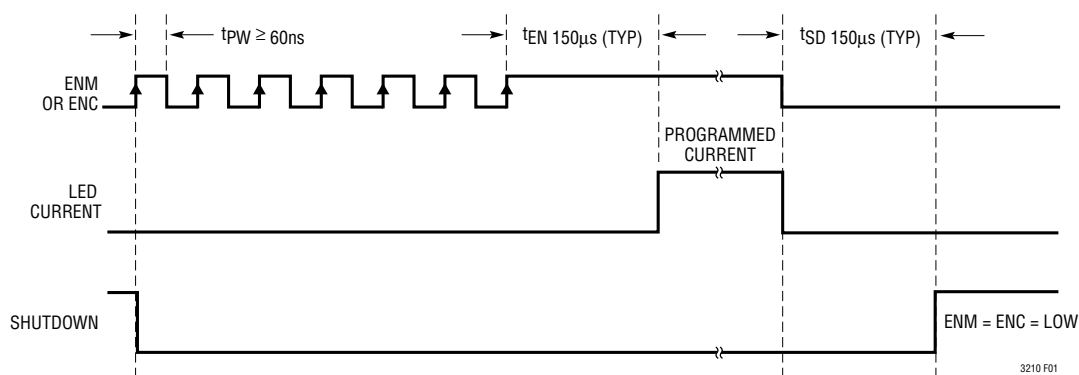 tPW ≥ 60ns
tEN 150µs (TYP)
tSD 150µs (TYP)
ENM
OR ENC
PROGRAMMED
CURRENT
LED
CURRENT
SHUTDOWN
ENM = ENC = LOW
3210 F01